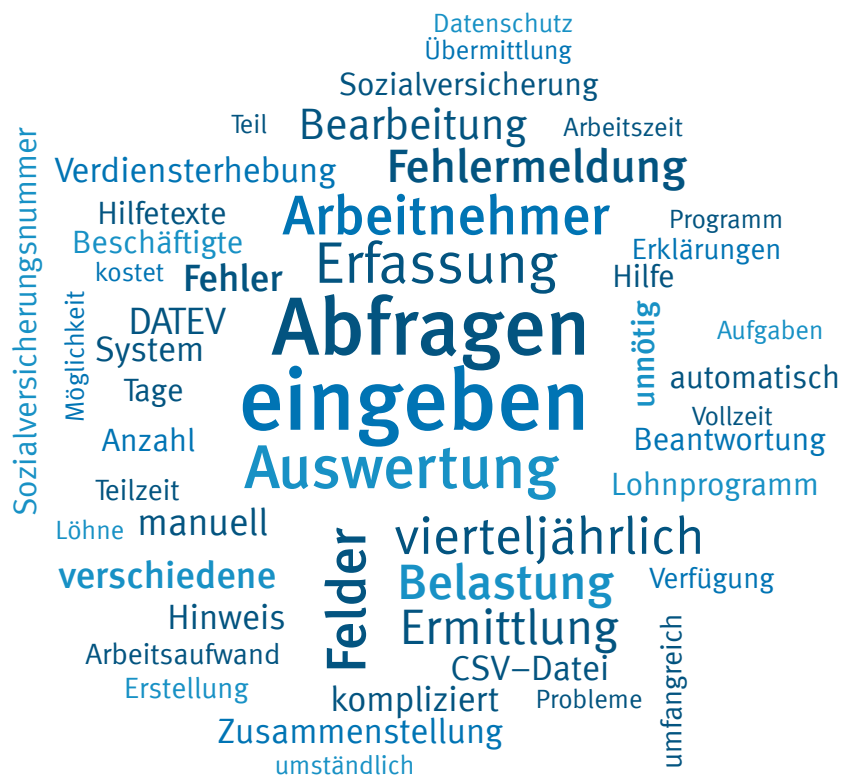 Datenschutz
Übermittlung
Sozialversicherung
Teil
Bearbeitung
Arbeitszeit
Verdiensterhebung
Fehlermeldung
Sozialversicherungsnummer
Hilfetexte
Arbeitnehmer
Programm
Beschäftigte
Erklärungen
kostet
Fehler
Erfassung
Hilfe
Möglichkeit
DATEV
Abfragen
unnötig
Aufgaben
System
Tage
eingeben
automatisch
Vollzeit
Anzahl
Beantwortung
Auswertung
Teilzeit
Lohnprogramm
Löhne
manuell
vierteljährlich
Felder
verschiedene
Belastung
Verfügung
Hinweis
Ermittlung
umfangreich
Arbeitsaufwand
CSV–Datei
Erstellung
kompliziert
Probleme
Zusammenstellung
umständlich